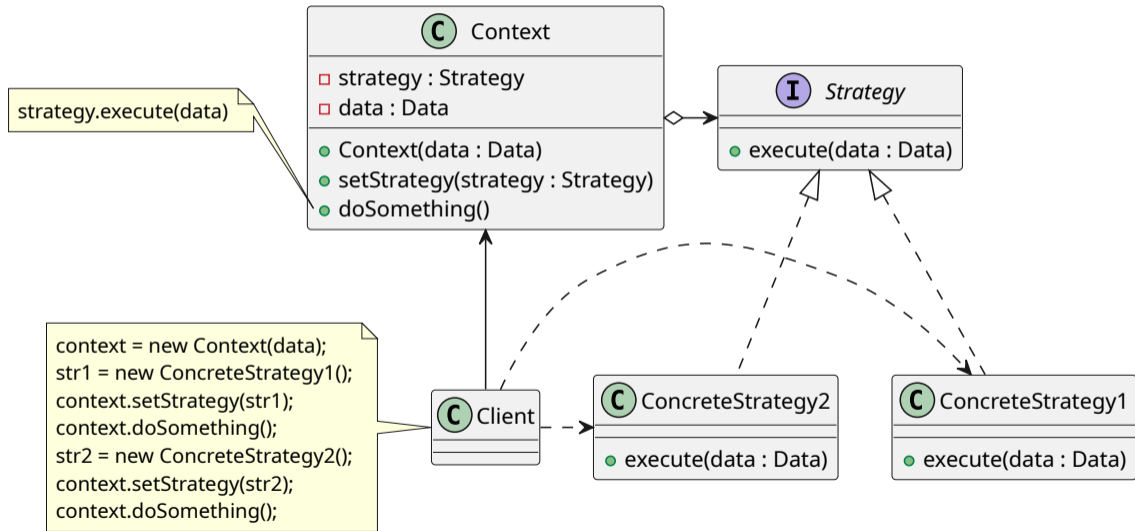 C Context
strategy : Strategy
data : Data
Context(data : Data)
setStrategy(strategy : Strategy)
doSomething()
strategy.execute(data)
I Strategy
execute(data : Data)
context = new Context(data);
str1 = new ConcreteStrategy1();
context.setStrategy(str1);
context.doSomething();
str2 = new ConcreteStrategy2();
context.setStrategy(str2);
context.doSomething();
C Client
C ConcreteStrategy2
execute(data : Data)
C ConcreteStrategy1
execute(data : Data)